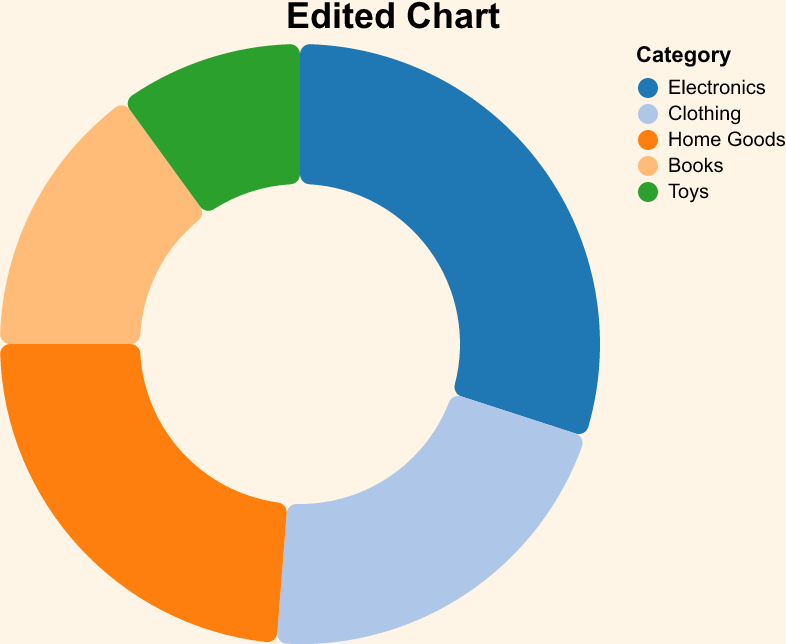 Edited Chart
Category
Electronics
Clothing
Home Goods
Books
Toys